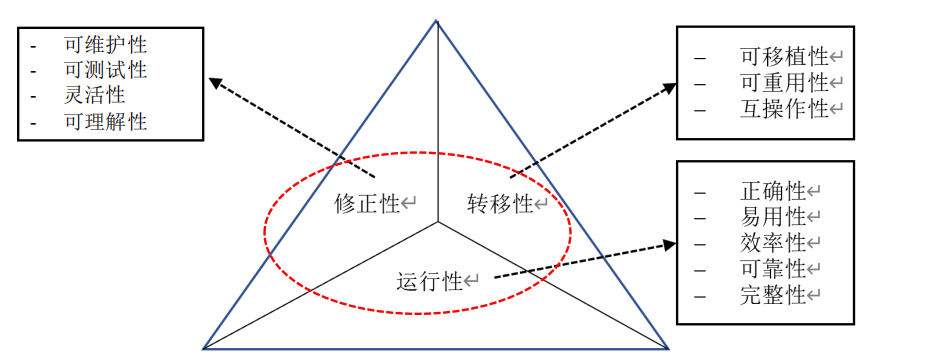 - 可维护性
- 可测试性
- 灵活性
- 可理解性
– 可移植性↵
– 可重用性↵
– 互操作性↵
修正性↵
转移性↵
运行性↵
– 正确性↵
– 易用性↵
– 效率性↵
– 可靠性↵
– 完整性↵